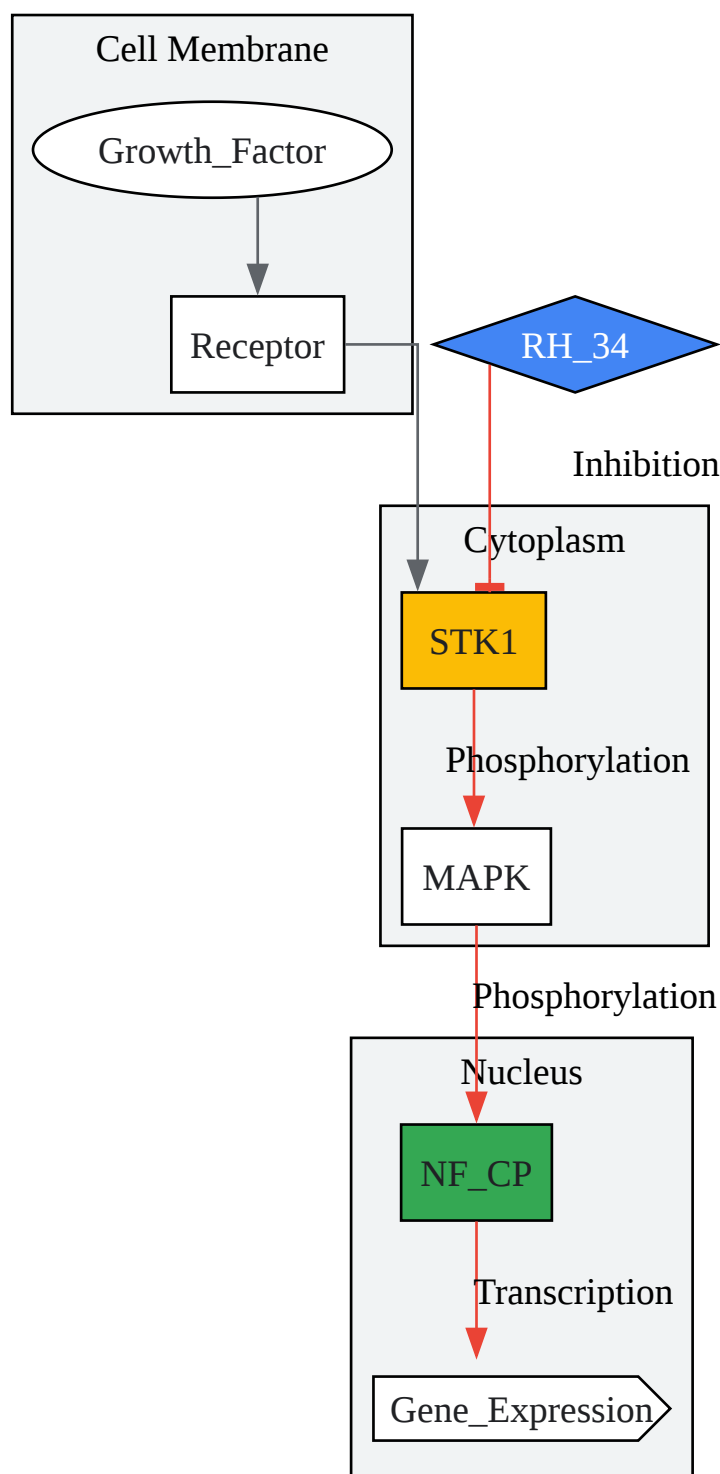 Cell Membrane
Growth_Factor
Receptor
RH_34
Inhibition
Cytoplasm
STK1
Phosphorylation
MAPK
Phosphorylation
Nucleus
NF_CP
Transcription
Gene_Expression